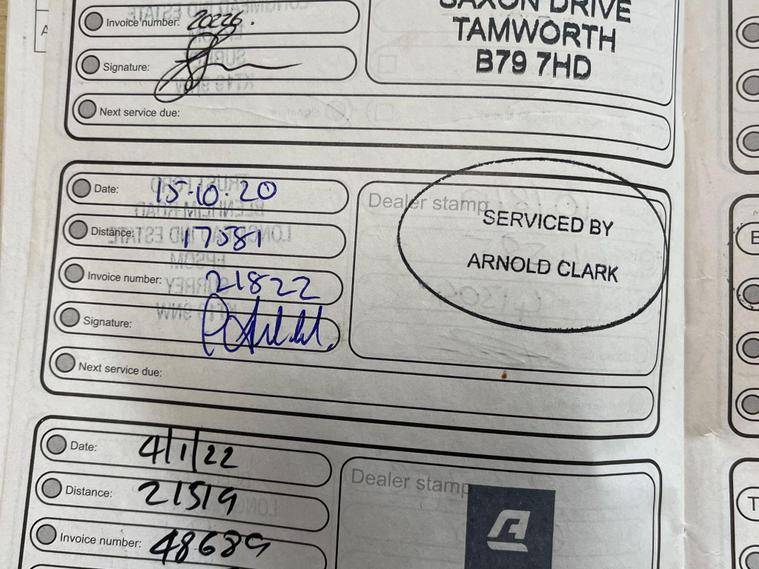 Invoice number: 20226.
Signature:
Next service due:
SAXON DRIVE
TAMWORTH
B79 7HD
Date: 15.10.20
Distance: 17581
Invoice number: 21822
Signature:
Next service due:
Dealer stamp
SERVICED BY
ARNOLD CLARK
Date: 4/1/22
Distance: 21519
Invoice number: 48689
Dealer stamp